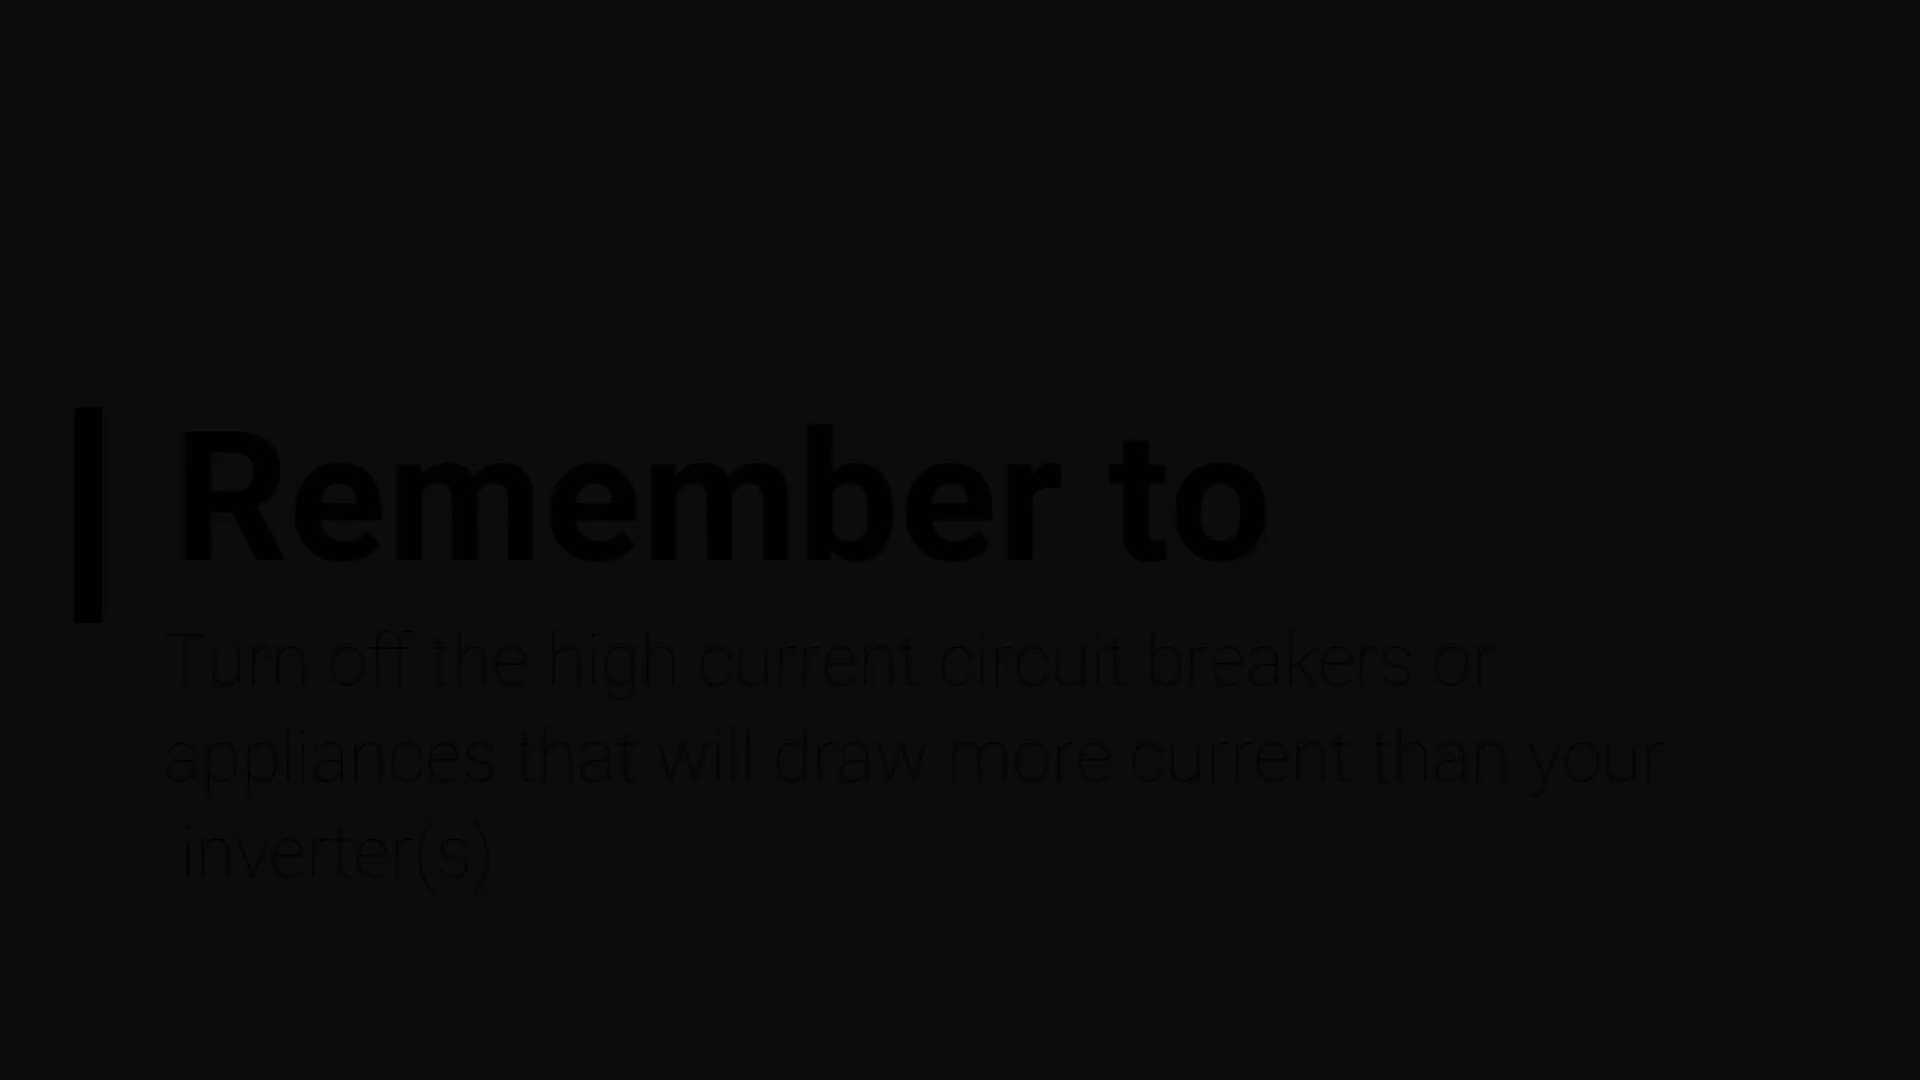 Remember to
Turn off the high current circuit breakers or
appliances that will draw more current than your
inverter(s)